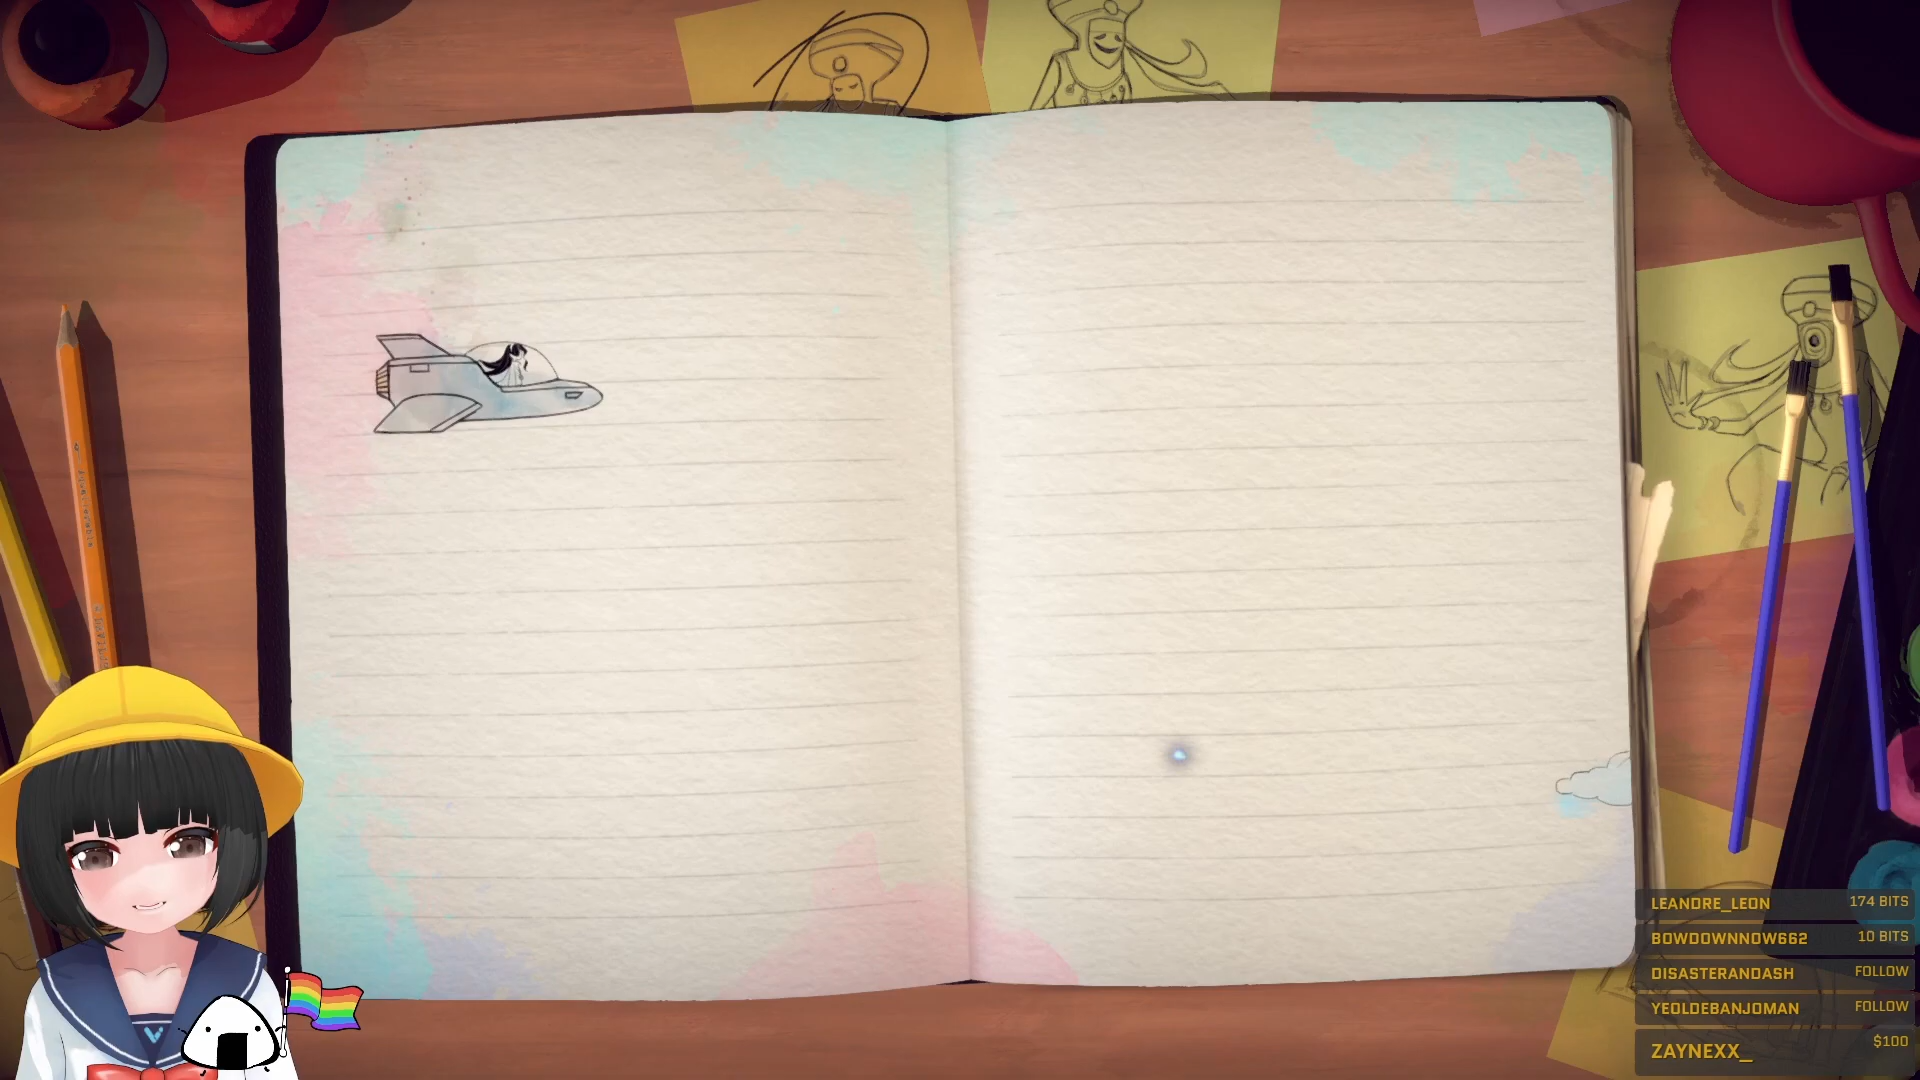 LEANDRE_LEON 174 BITS
BOWDOWNNOW662 10 BITS
DISASTERANDASH FOLLOW
YEOLDEBANJOMAN FOLLOW
ZAYNEXX_ $100